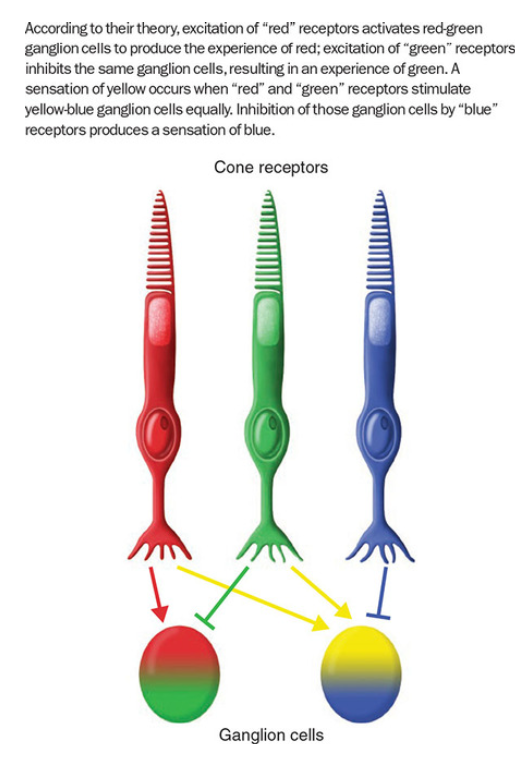 According to their theory, excitation of “red” receptors activates red-green
ganglion cells to produce the experience of red; excitation of “green” receptors
inhibits the same ganglion cells, resulting in an experience of green. A
sensation of yellow occurs when “red” and “green” receptors stimulate
yellow-blue ganglion cells equally. Inhibition of those ganglion cells by “blue”
receptors produces a sensation of blue.
Cone receptors
Ganglion cells